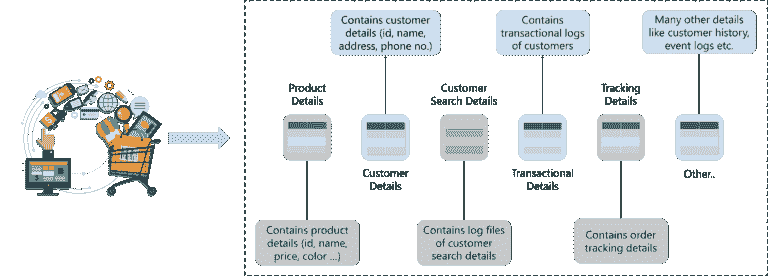 Contains customer
details (id, name,
address, phone no.)
Contains
transactional logs
of customers
Many other details
like customer history,
event logs etc.
Product
Details
Customer
Search Details
Tracking
Details
Customer
Details
Transactional
Details
Other..
Contains product
details (id, name,
price, color ...)
Contains log files
of customer
search details
Contains order
tracking details